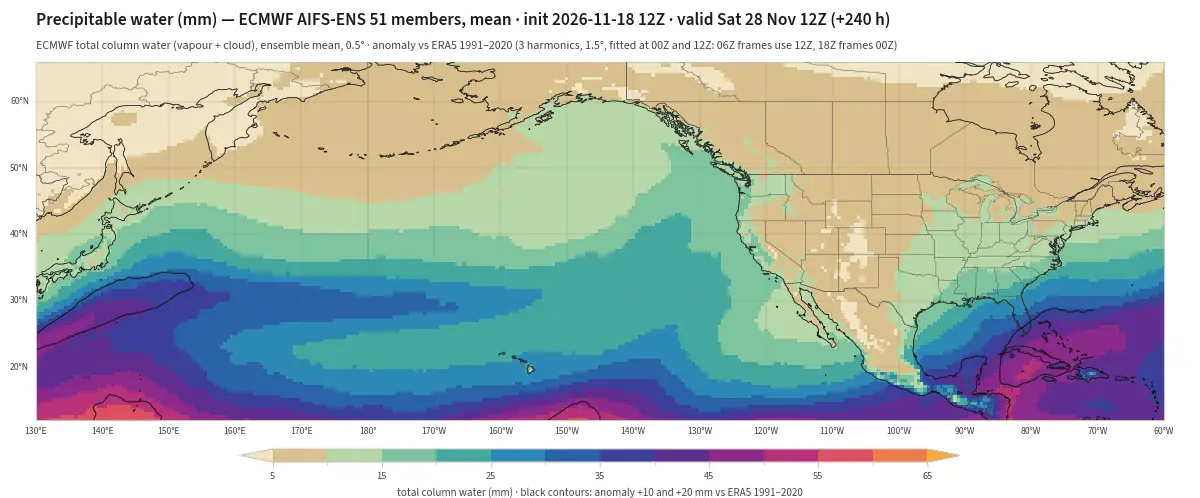 Precipitable water (mm) — ECMWF AIFS-ENS 51 members, mean · init 2026-11-18 12Z · valid Sat 28 Nov 12Z (+240 h)
ECMWF total column water (vapour + cloud), ensemble mean, 0.5° · anomaly vs ERA5 1991–2020 (3 harmonics, 1.5°, fitted at 00Z and 12Z: 06Z frames use 12Z, 18Z frames 00Z)
60°N
50°N
40°N
30°N
20°N
130°E 140°E 150°E 160°E 170°E 180° 170°W 160°W 150°W 140°W 130°W 120°W 110°W 100°W 90°W 80°W 70°W 60°W
5 15 25 35 45 55 65
total column water (mm) · black contours: anomaly +10 and +20 mm vs ERA5 1991–2020